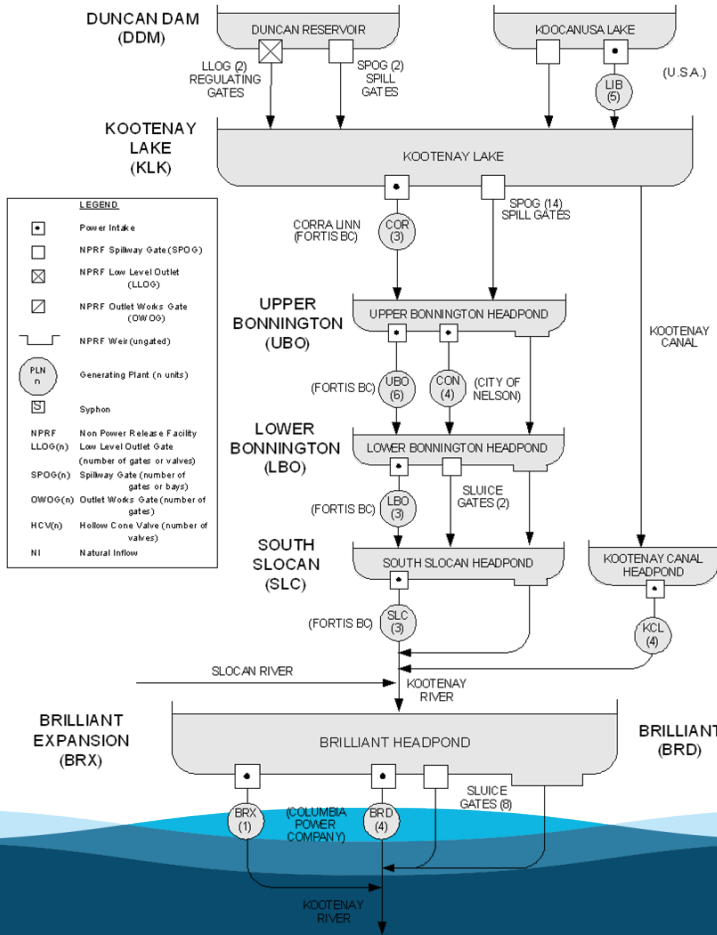 DUNCAN DAM
(DDM)
DUNCAN RESERVOIR
KOOCANUSA LAKE
LLOG (2)
REGULATING
GATES
SPOG (2)
SPILL
GATES
LIB
(5)
(U.S.A.)
KOOTENAY
LAKE
(KLK)
KOOTENAY LAKE
CORRA LINN
(FORTIS BC)
COR
(3)
SPOG (14)
SPILL GATES
LEGEND
Power Intake
NPRF Spillway Gate (SPOG)
NPRF Low Level Outlet
(LLOG)
NPRF Outlet Works Gate
(OWOG)
NPRF Weir (ungated)
PLN
n
Generating Plant (n units)
S
Syphon
NPRF Non Power Release Facility
LLOG(n) Low Level Outlet Gate
(number of gates or valves)
SPOG(n) Spillway Gate (number of
gates or bays)
OWOG(n) Outlet Works Gate (number of
gates)
HCV(n) Hollow Cone Valve (number of
valves)
NI Natural Inflow
UPPER
BONNINGTON
(UBO)
UPPER BONNINGTON HEADPOND
KOOTENAY
CANAL
(FORTIS BC)
UBO
(6)
CON
(4)
(CITY OF
NELSON)
LOWER
BONNINGTON
(LBO)
LOWER BONNINGTON HEADPOND
(FORTIS BC)
LBO
(3)
SLUICE
GATES (2)
SOUTH
SLOCAN
(SLC)
SOUTH SLOCAN HEADPOND
KOOTENAY CANAL
HEADPOND
(FORTIS BC)
SLC
(3)
KCL
(4)
SLOCAN RIVER
KOOTENAY
RIVER
BRILLIANT
EXPANSION
(BRX)
BRILLIANT HEADPOND
BRILLIANT
(BRD)
BRX
(1)
(COLUMBIA
POWER
COMPANY)
BRD
(4)
SLUICE
GATES (8)
KOOTENAY
RIVER